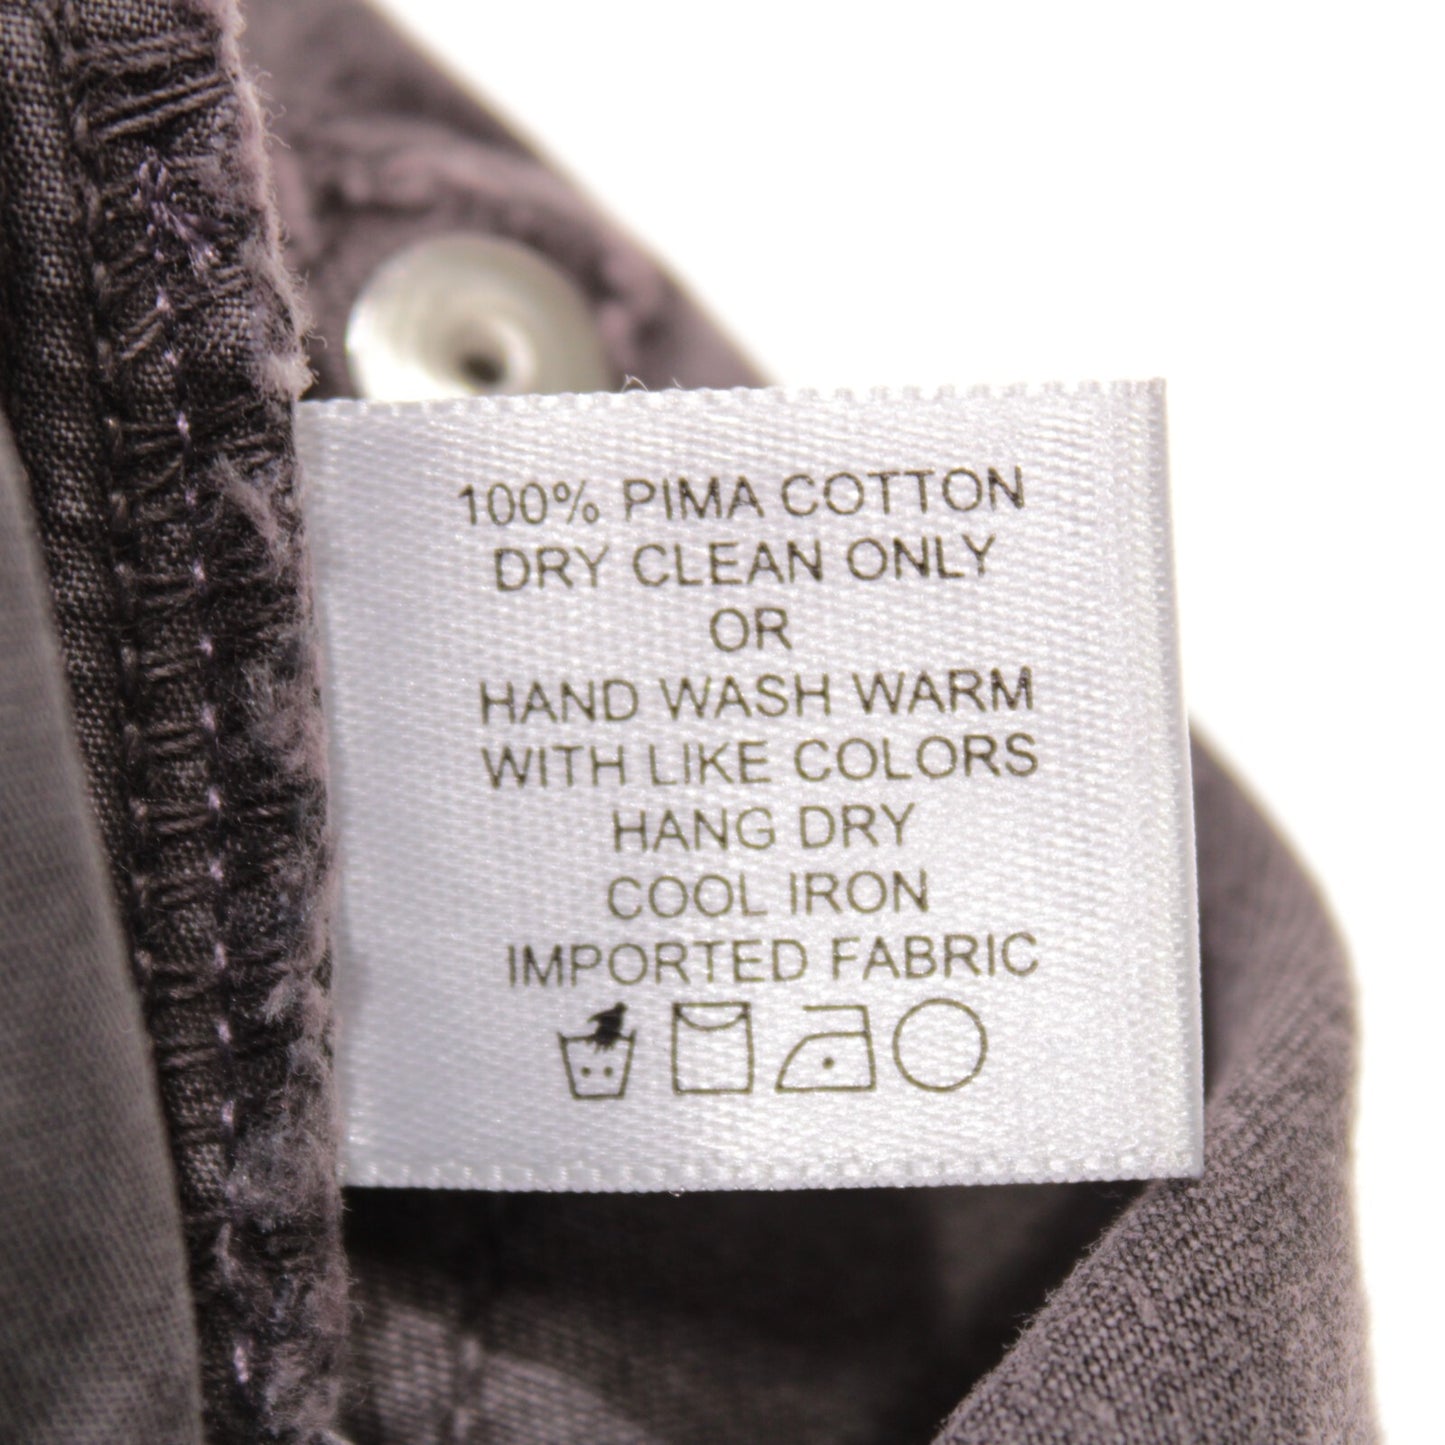 100% PIMA COTTON
DRY CLEAN ONLY
OR
HAND WASH WARM
WITH LIKE COLORS
HANG DRY
COOL IRON
IMPORTED FABRIC